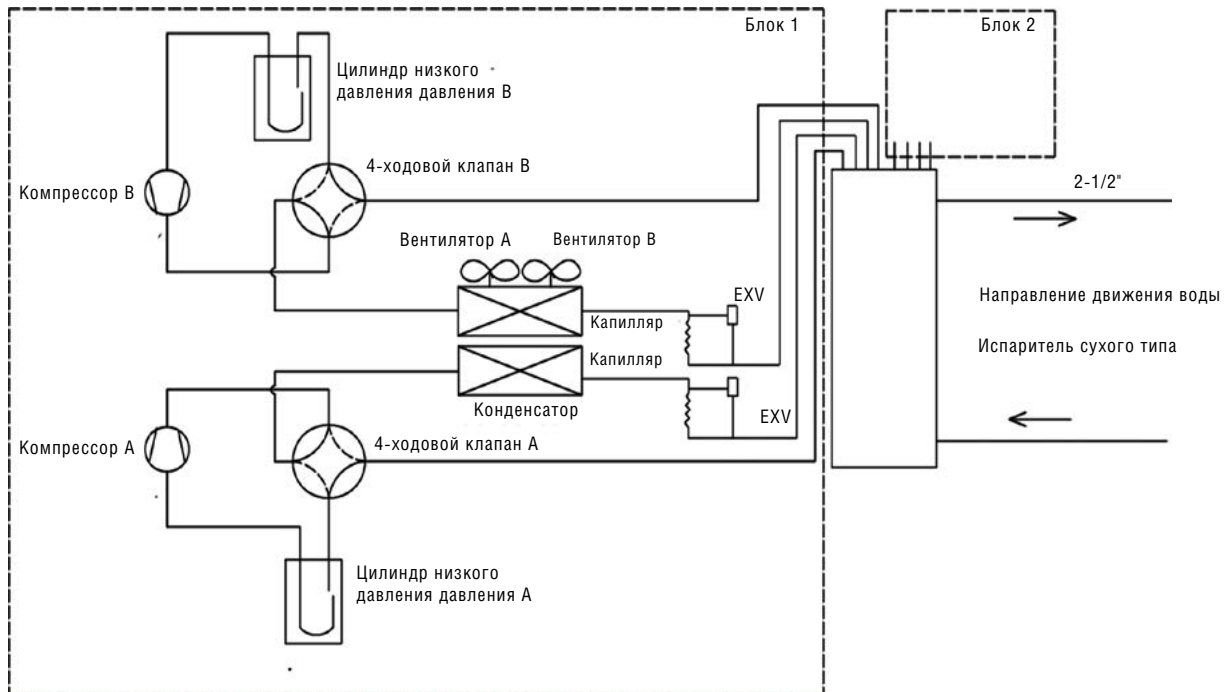 Блок 1
Блок 2
Цилиндр низкого
давления давления B
4-ходовой клапан B
Компрессор B
2-1/2"
Вентилятор A
Вентилятор B
EXV
Направление движения воды
Капилляр
Испаритель сухого типа
Капилляр
Конденсатор
EXV
4-ходовой клапан A
Компрессор A
Цилиндр низкого
давления давления A